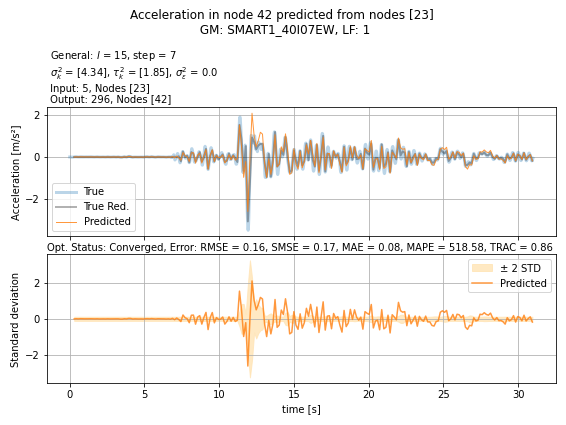 Acceleration in node 42 predicted from nodes [23]
GM: SMART1_40I07EW, LF: 1
General: l = 15, step = 7
σ²ₖ = [4.34], τ²ₖ = [1.85], σ²_ε = 0.0
Input: 5, Nodes [23]
Output: 296, Nodes [42]
Acceleration [m/s²]
2
0
−2
True
True Red.
Predicted
Opt. Status: Converged, Error: RMSE = 0.16, SMSE = 0.17, MAE = 0.08, MAPE = 518.58, TRAC = 0.86
Standard deviation
2
0
−2
± 2 STD
Predicted
0 5 10 15 20 25 30
time [s]